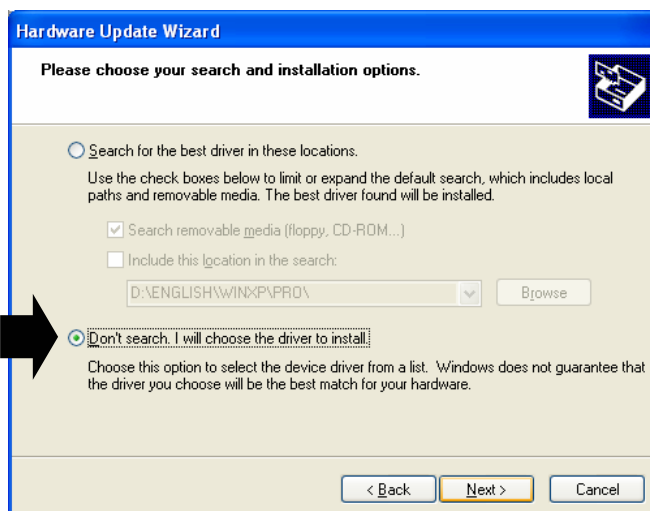 Hardware Update Wizard
Please choose your search and installation options.
Search for the best driver in these locations.
Use the check boxes below to limit or expand the default search, which includes local
paths and removable media. The best driver found will be installed.
Search removable media (floppy, CD-ROM...)
Include this location in the search:
D:\ENGLISH\WINXP\PRO\
Browse
Don't search. I will choose the driver to install.
Choose this option to select the device driver from a list. Windows does not guarantee that
the driver you choose will be the best match for your hardware.
< Back Next > Cancel